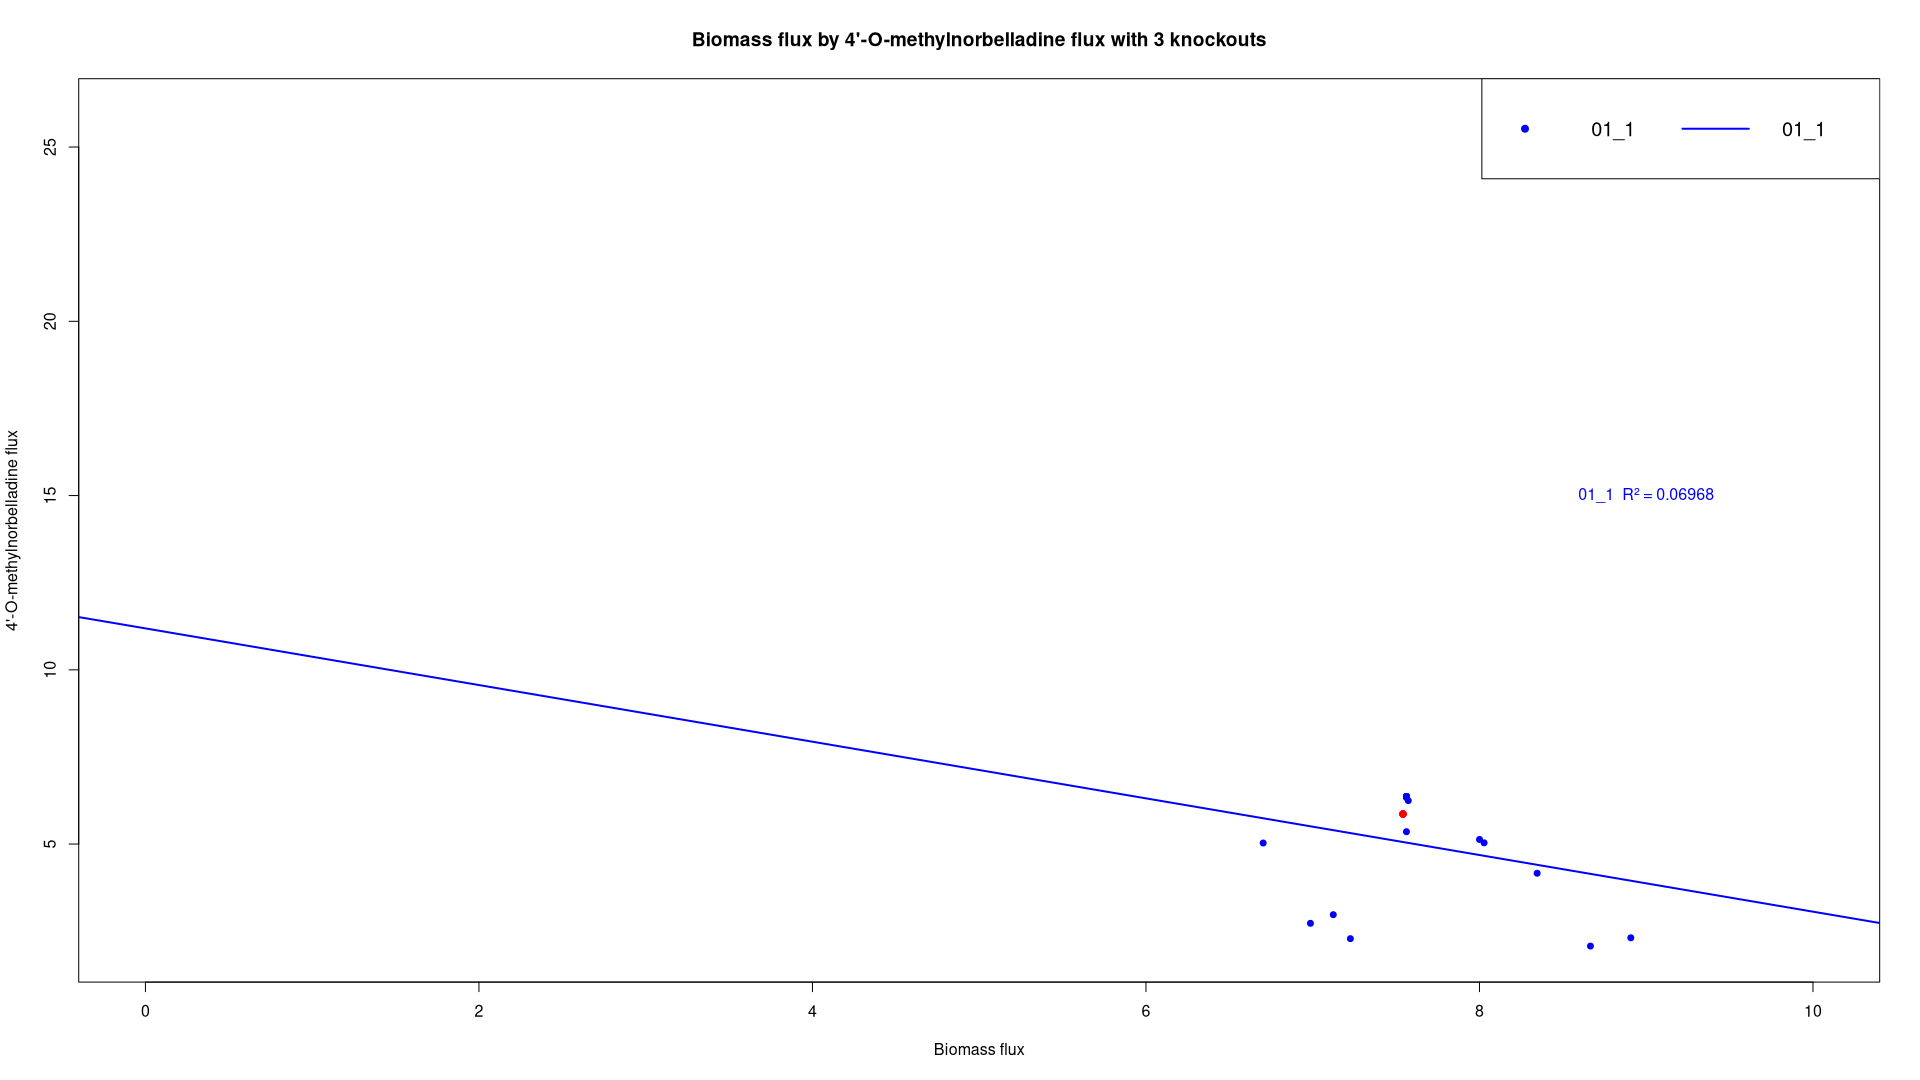 Biomass flux by 4'-O-methylnorbelladine flux with 3 knockouts
01_1 01_1
25
20
15
10
5
4'-O-methylnorbelladine flux
01_1 R² = 0.06968
0 2 4 6 8 10
Biomass flux